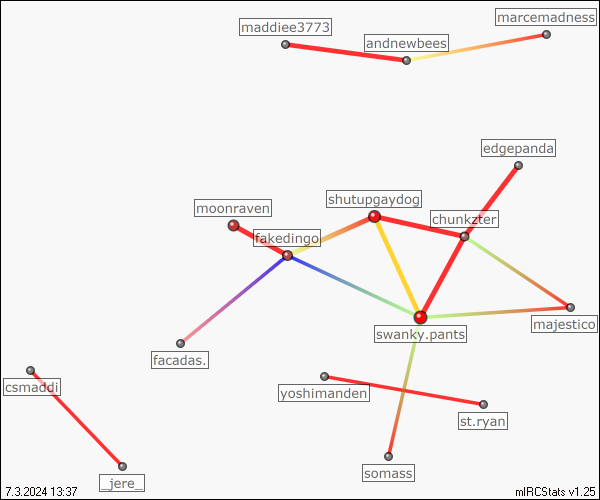 marcemadness
maddiee3773
andnewbees
edgepanda
shutupgaydog
moonraven
chunkzter
fakedingo
majestico
swanky.pants
facadas.
csmaddi
yoshimanden
st.ryan
somass
_jere_
7.3.2024 13:37
mIRCStats v1.25